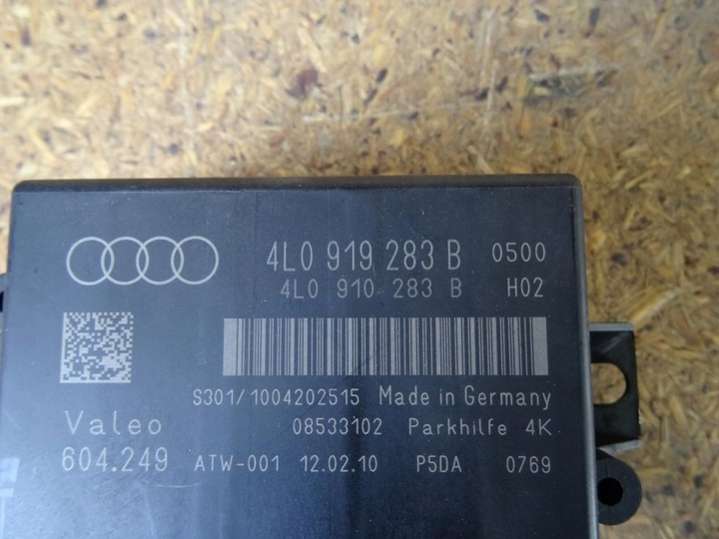 4L0 919 283 B 0500
4L0 910 283 B H02
S301/1004202515 Made in Germany
Valeo 08533102 Parkhilfe 4K
604.249 ATW-001 12.02.10 P5DA 0769